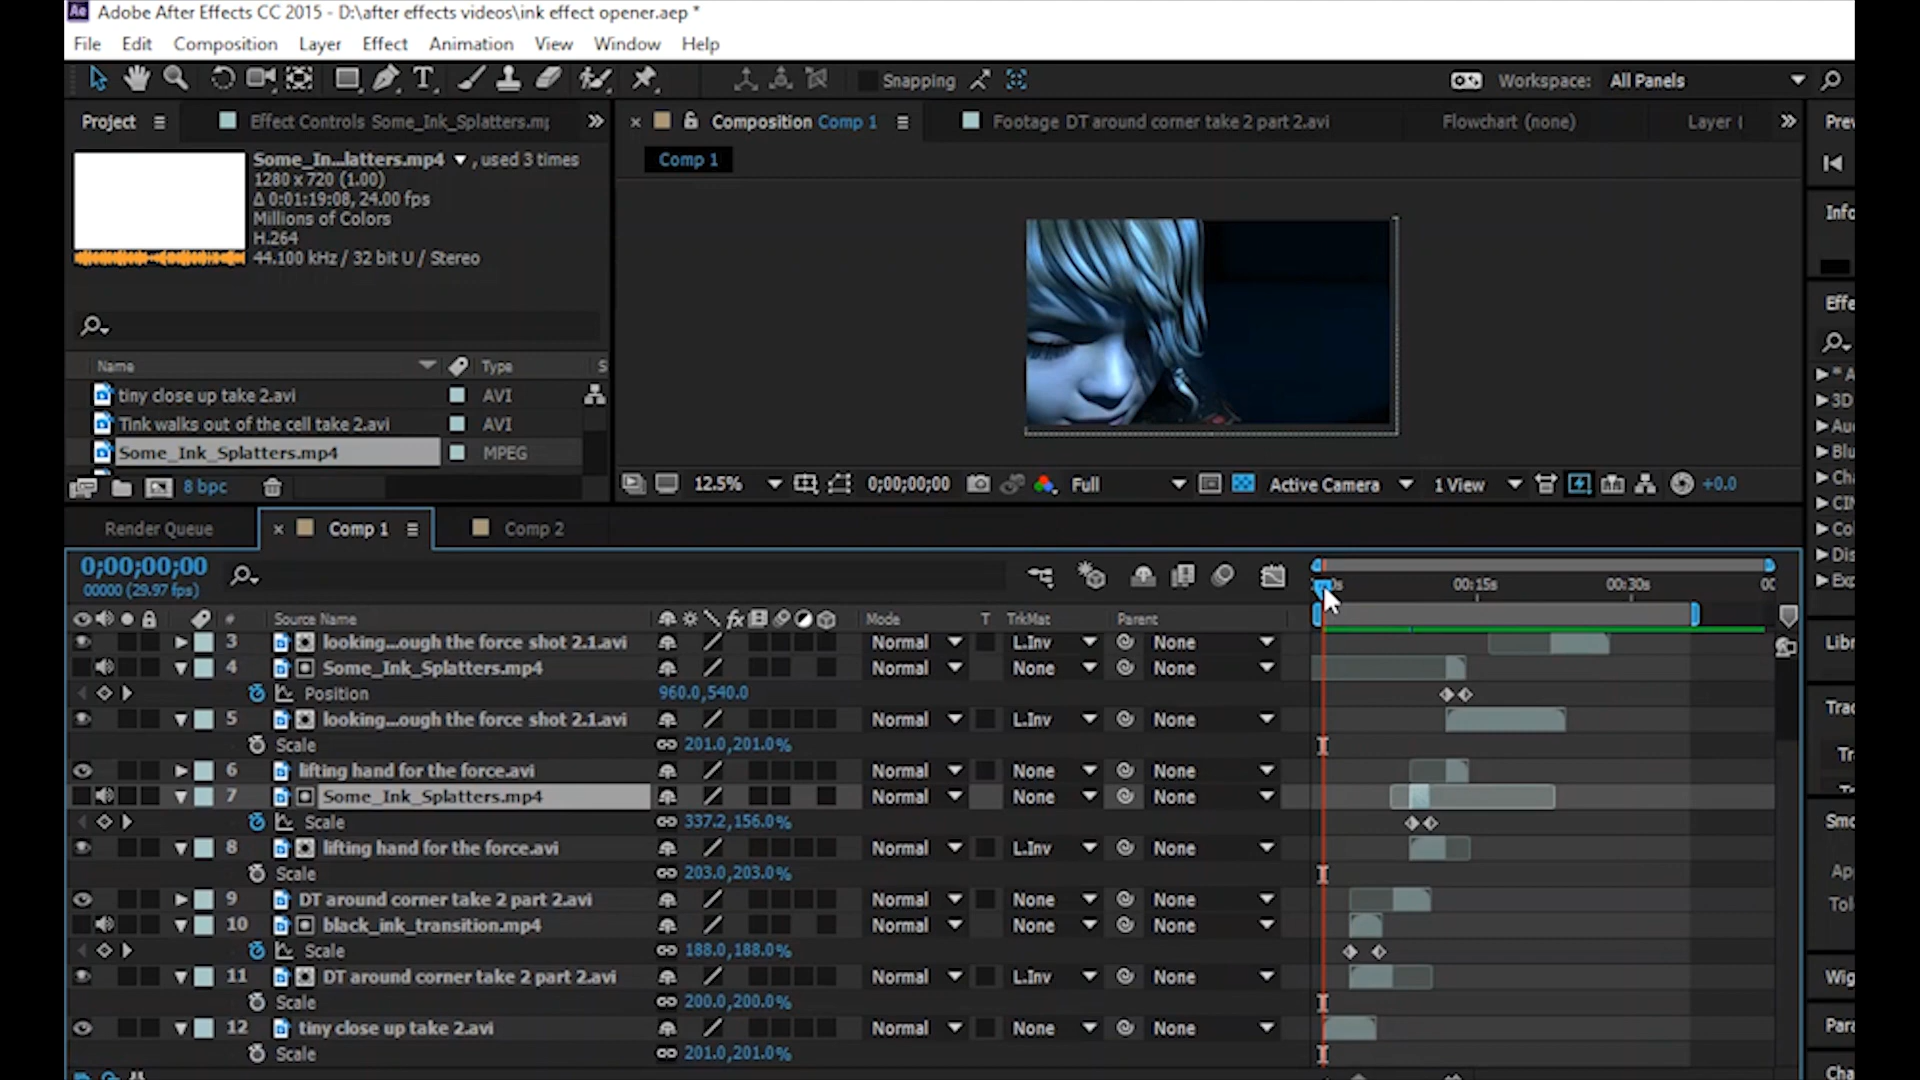 Ae Adobe After Effects CC 2015 - D:\after effects videos\ink effect opener.aep *
File Edit Composition Layer Effect Animation View Window Help
Snapping Workspace: All Panels
Project Effect Controls Some_Ink_Splatters.mp Composition Comp 1 Footage DT around corner take 2 part 2.avi Flowchart (none) Layer Prev
Some_In...latters.mp4 , used 3 times
1280 x 720 (1.00)
Δ 0:01:19:08, 24.00 fps
Millions of Colors
H.264
44.100 kHz / 32 bit U / Stereo
Comp 1
Info
Effe
Name Type S
tiny close up take 2.avi AVI
Tink walks out of the cell take 2.avi AVI
Some_Ink_Splatters.mp4 MPEG
8 bpc
12.5% 0;00;00;00 Full Active Camera 1 View +0.0
* A
3D
Auc
Blu
Cha
CIN
Col
Dis
Exp
Render Queue Comp 1 Comp 2
0;00;00;00
00000 (29.97 fps)
0s 00:15s 00:30s 00
# Source Name fx Mode T TrkMat Parent
3 looking...ough the force shot 2.1.avi Normal L.Inv None
4 Some_Ink_Splatters.mp4 Normal None None
Position 960.0,540.0
5 looking...ough the force shot 2.1.avi Normal L.Inv None
Scale 201.0,201.0%
6 lifting hand for the force.avi Normal None None
7 Some_Ink_Splatters.mp4 Normal None None
Scale 337.2,156.0%
8 lifting hand for the force.avi Normal L.Inv None
Scale 203.0,203.0%
9 DT around corner take 2 part 2.avi Normal None None
10 black_ink_transition.mp4 Normal None None
Scale 188.0,188.0%
11 DT around corner take 2 part 2.avi Normal L.Inv None
Scale 200.0,200.0%
12 tiny close up take 2.avi Normal None None
Scale 201.0,201.0%
Libr
Trac
Tr
Smo
Ap
Tole
Wig
Para
Cha